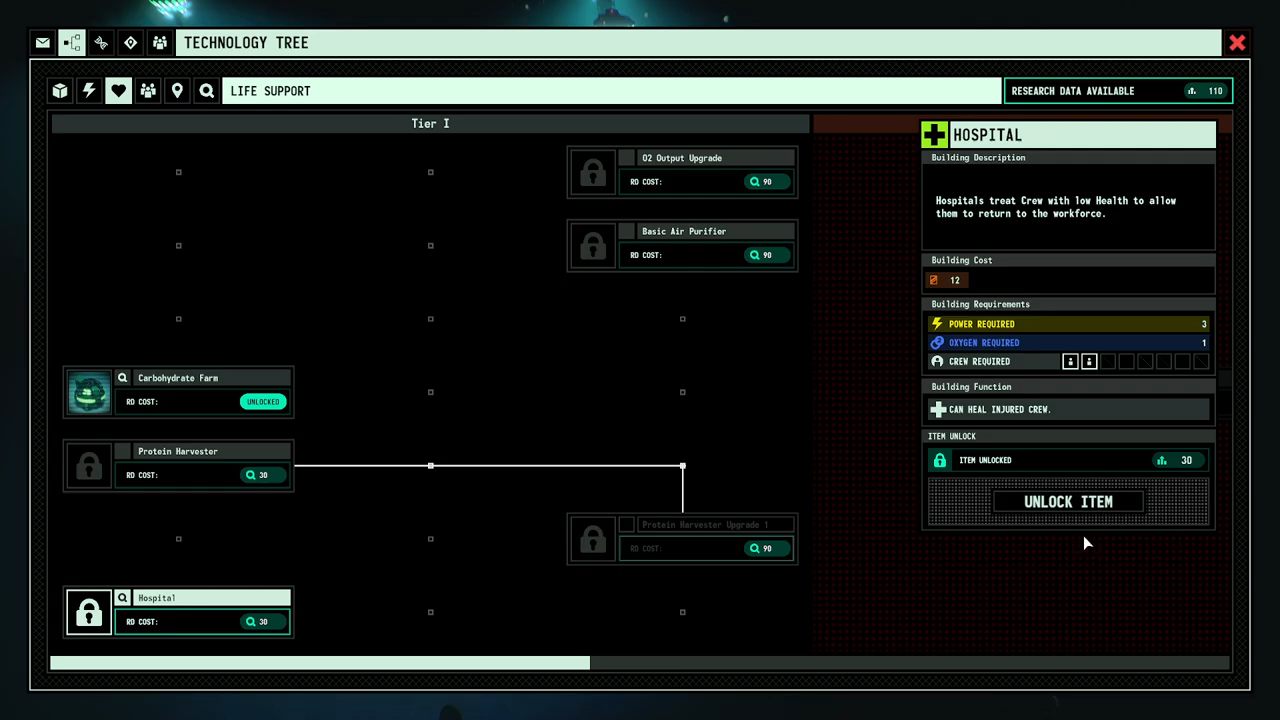 TECHNOLOGY TREE
LIFE SUPPORT
RESEARCH DATA AVAILABLE 110
Tier I
O2 Output Upgrade
RD COST: 90
Basic Air Purifier
RD COST: 90
Carbohydrate Farm
RD COST: UNLOCKED
Protein Harvester
RD COST: 30
Protein Harvester Upgrade 1
RD COST: 90
Hospital
RD COST: 30
HOSPITAL
Building Description
Hospitals treat Crew with low Health to allow
them to return to the workforce.
Building Cost
12
Building Requirements
POWER REQUIRED 3
OXYGEN REQUIRED 1
CREW REQUIRED
Building Function
CAN HEAL INJURED CREW.
ITEM UNLOCK
ITEM UNLOCKED 30
UNLOCK ITEM